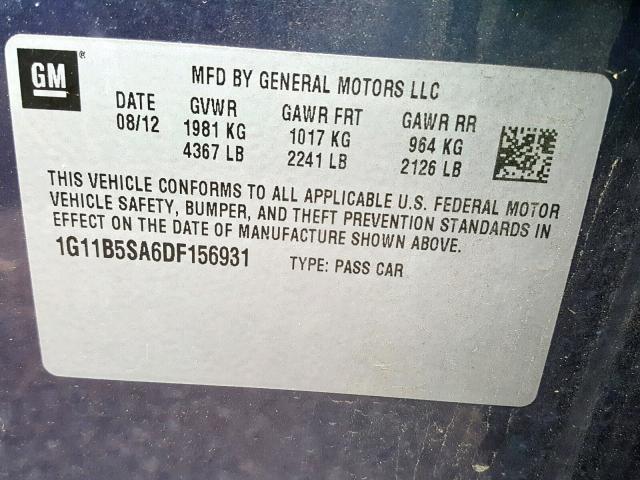 GM®
MFD BY GENERAL MOTORS LLC
DATE GVWR GAWR FRT GAWR RR
08/12 1981 KG 1017 KG 964 KG
4367 LB 2241 LB 2126 LB
THIS VEHICLE CONFORMS TO ALL APPLICABLE U.S. FEDERAL MOTOR
VEHICLE SAFETY, BUMPER, AND THEFT PREVENTION STANDARDS IN
EFFECT ON THE DATE OF MANUFACTURE SHOWN ABOVE.
1G11B5SA6DF156931 TYPE: PASS CAR